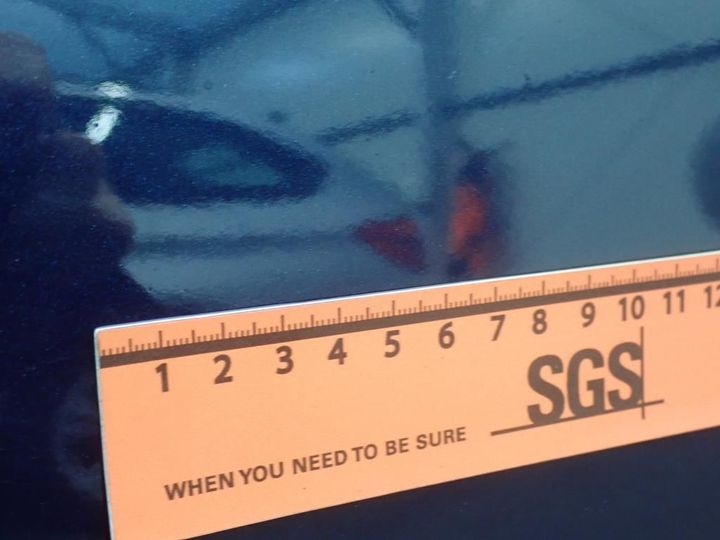 1 2 3 4 5 6 7 8 9 10 11 12
SGS
WHEN YOU NEED TO BE SURE